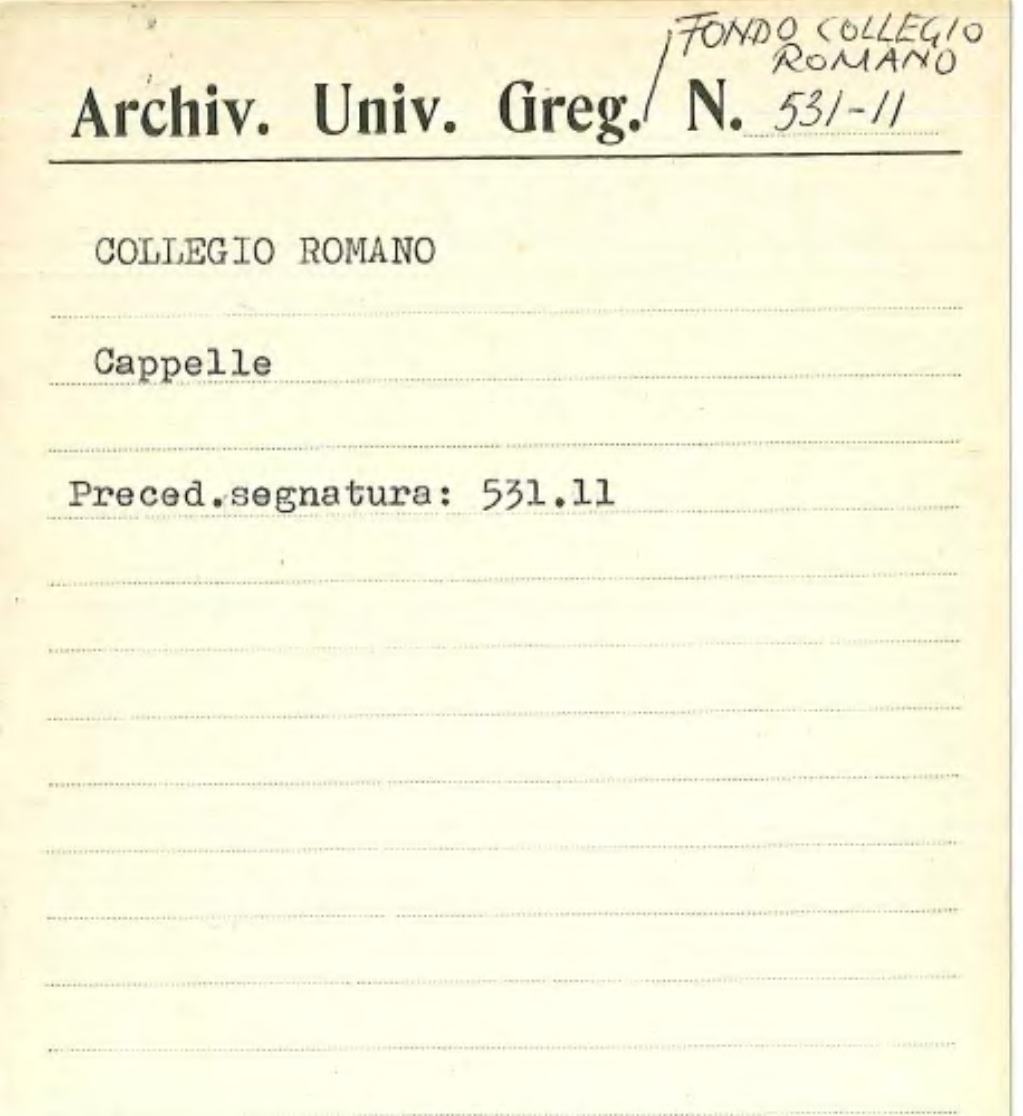 FONDO COLLEGIO
ROMANO
Archiv. Univ. Greg./ N. 531-11
COLLEGIO ROMANO
Cappelle
Preced.segnatura: 531.11